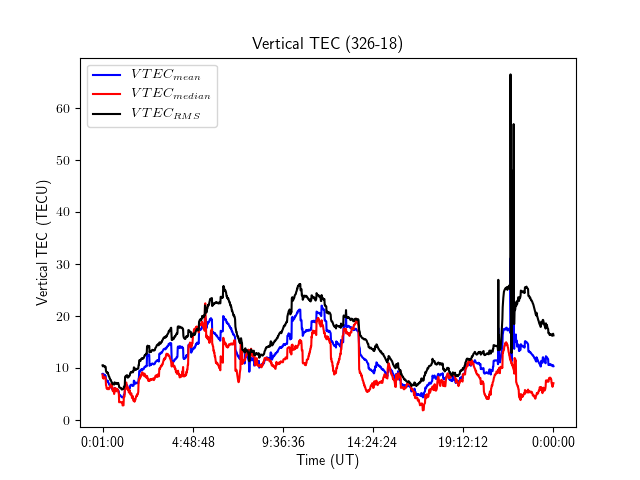 Vertical TEC (326-18)
VTEC_mean
VTEC_median
VTEC_RMS
60
50
40
30
20
10
0
Vertical TEC (TECU)
0:01:00 4:48:48 9:36:36 14:24:24 19:12:12 0:00:00
Time (UT)